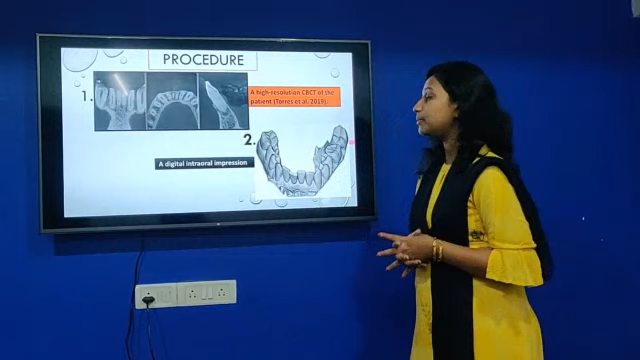 PROCEDURE
1.
A high-resolution CBCT of the
patient (Torres et al. 2019).
2.
A digital intraoral impression